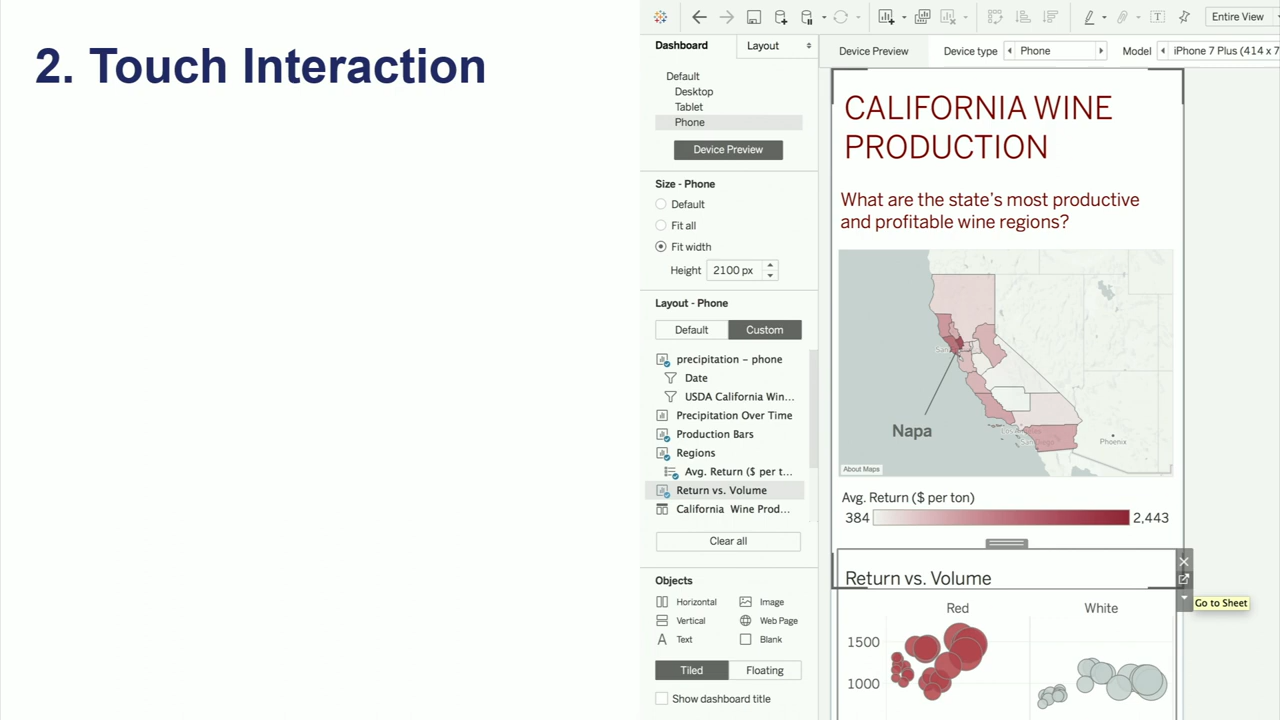 2. Touch Interaction
Entire View
Dashboard
Layout
Device Preview
Device type
Phone
Model
iPhone 7 Plus (414 x 7
Default
Desktop
Tablet
Phone
Device Preview
Size - Phone
Default
Fit all
Fit width
Height
2100 px
Layout - Phone
Default
Custom
precipitation – phone
Date
USDA California Win...
Precipitation Over Time
Production Bars
Regions
Avg. Return ($ per t...
Return vs. Volume
California Wine Prod...
Clear all
Objects
Horizontal
Image
Vertical
Web Page
Text
Blank
Tiled
Floating
Show dashboard title
CALIFORNIA WINE
PRODUCTION
What are the state's most productive
and profitable wine regions?
Napa
Phoenix
About Maps
Avg. Return ($ per ton)
384
2,443
Return vs. Volume
Go to Sheet
Red
White
1500
1000